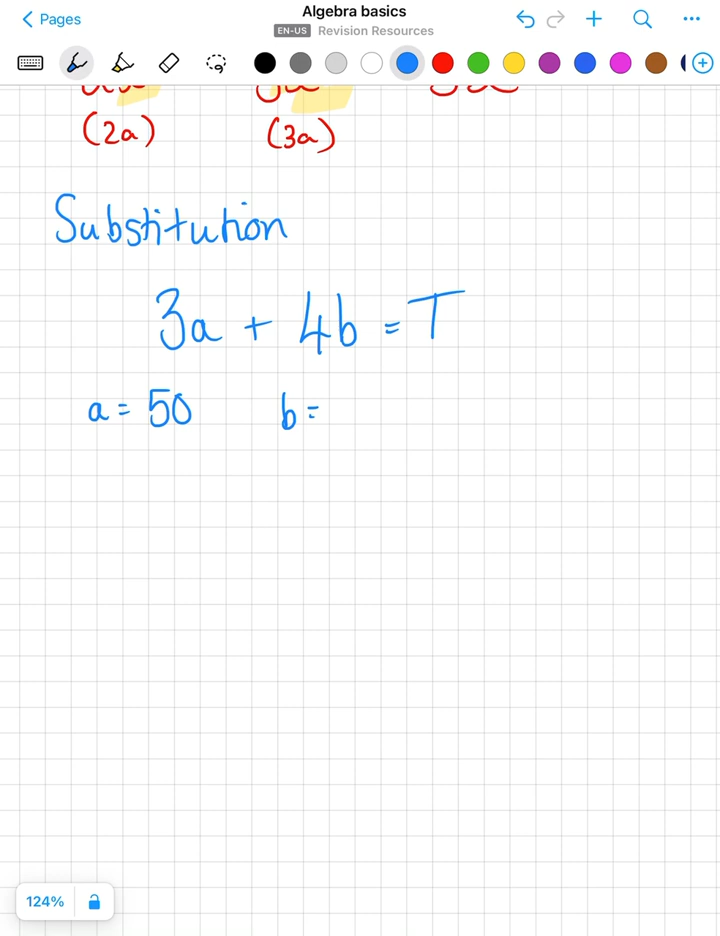 Pages
Algebra basics
EN-US Revision Resources
(2a) (3a)
Substitution
3a + 4b = T
a = 50 b =
124%